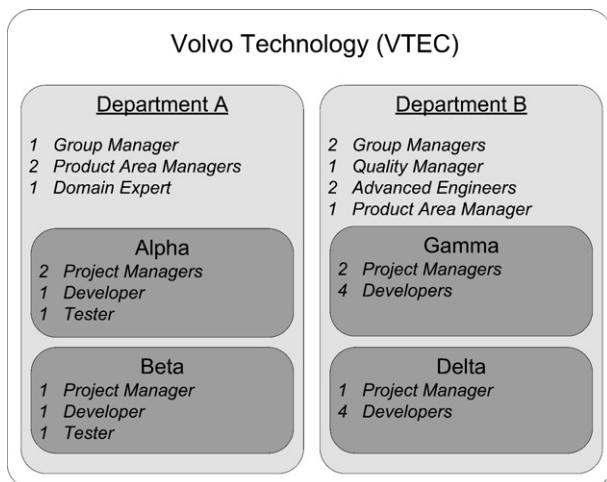 Volvo Technology (VTEC)
Department A
1 Group Manager
2 Product Area Managers
1 Domain Expert
Alpha
2 Project Managers
1 Developer
1 Tester
Beta
1 Project Manager
1 Developer
1 Tester
Department B
2 Group Managers
1 Quality Manager
2 Advanced Engineers
1 Product Area Manager
Gamma
2 Project Managers
4 Developers
Delta
1 Project Manager
4 Developers